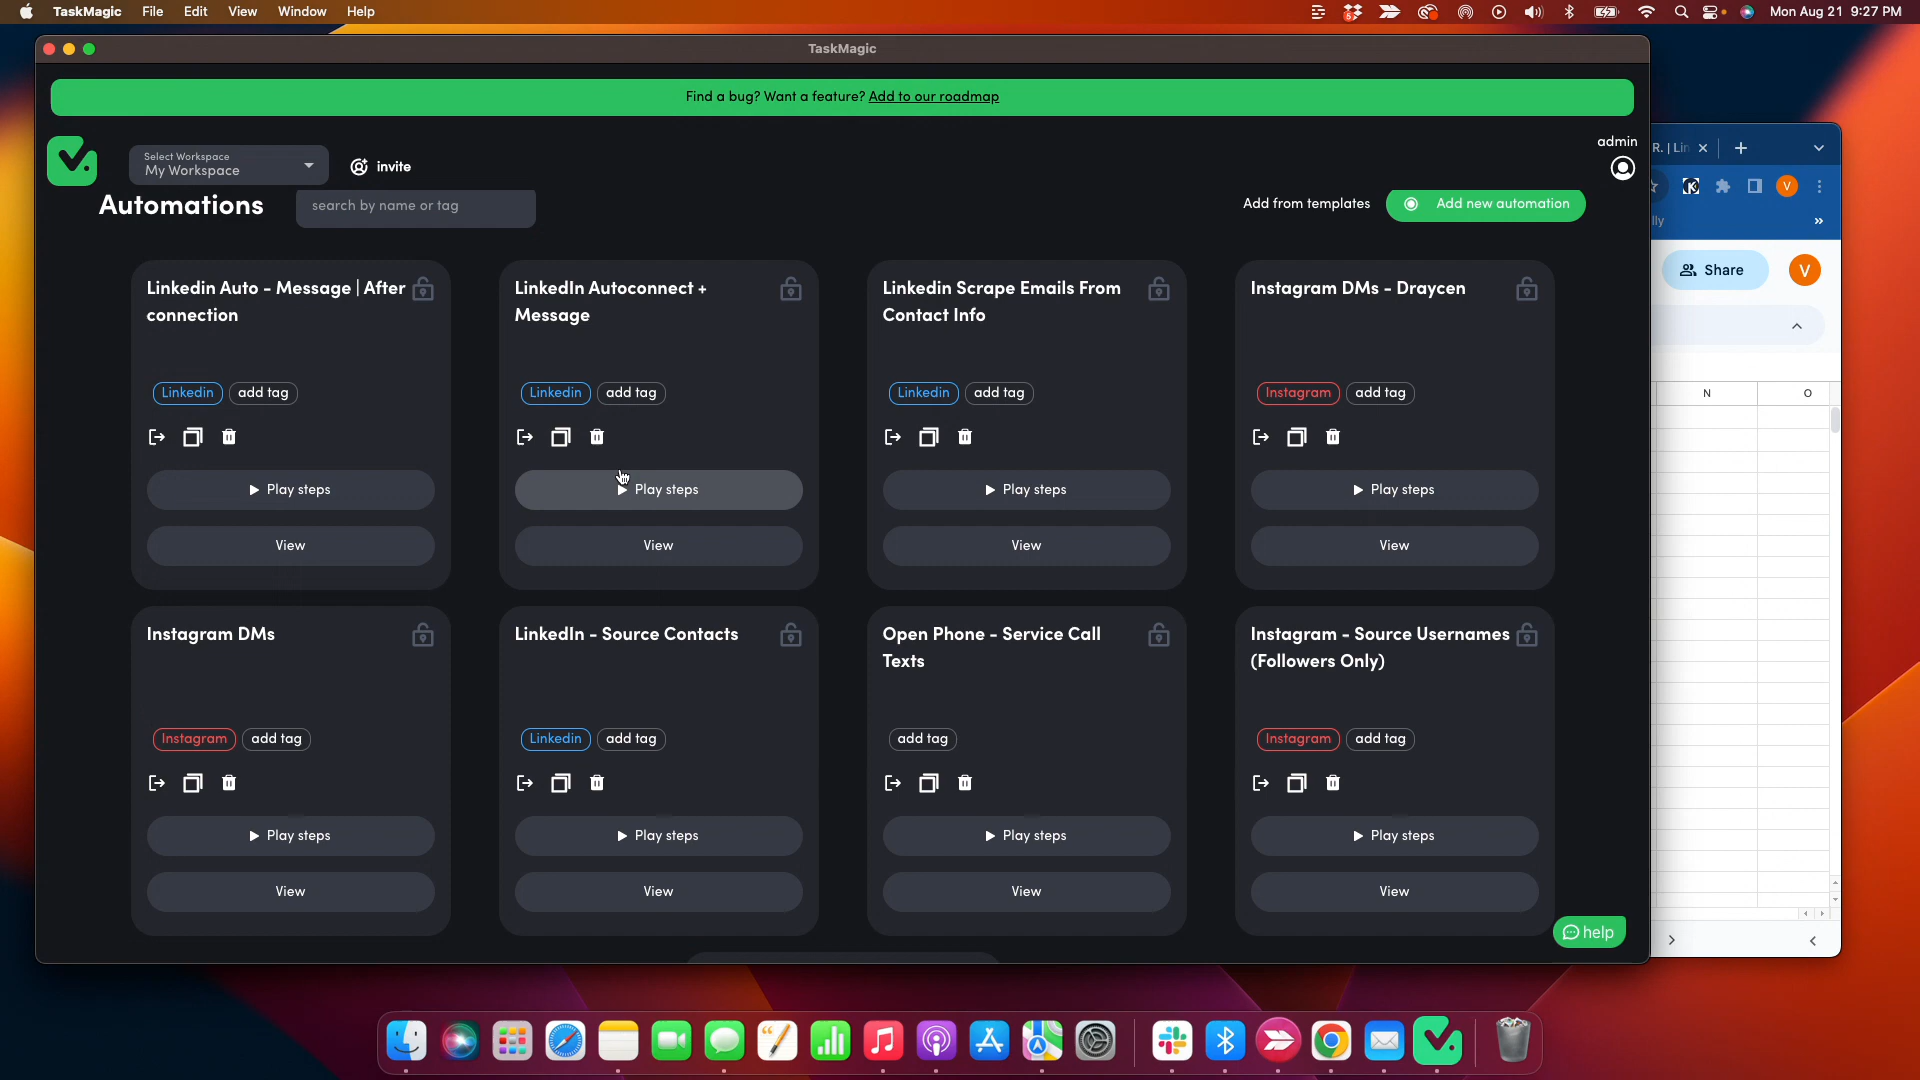 TaskMagic File Edit View Window Help
5
Mon Aug 21 9:27 PM
TaskMagic
Find a bug? Want a feature? Add to our roadmap
admin
Select Workspace
My Workspace
invite
Automations
search by name or tag
Add from templates
Add new automation
Linkedin Auto - Message | After
connection
Linkedin add tag
Play steps
View
LinkedIn Autoconnect +
Message
Linkedin add tag
Play steps
View
Linkedin Scrape Emails From
Contact Info
Linkedin add tag
Play steps
View
Instagram DMs - Draycen
Instagram add tag
Play steps
View
Instagram DMs
Instagram add tag
Play steps
View
LinkedIn - Source Contacts
Linkedin add tag
Play steps
View
Open Phone - Service Call
Texts
add tag
Play steps
View
Instagram - Source Usernames
(Followers Only)
Instagram add tag
Play steps
View
help
R. | Lin
K
V
lly
Share
V
N O